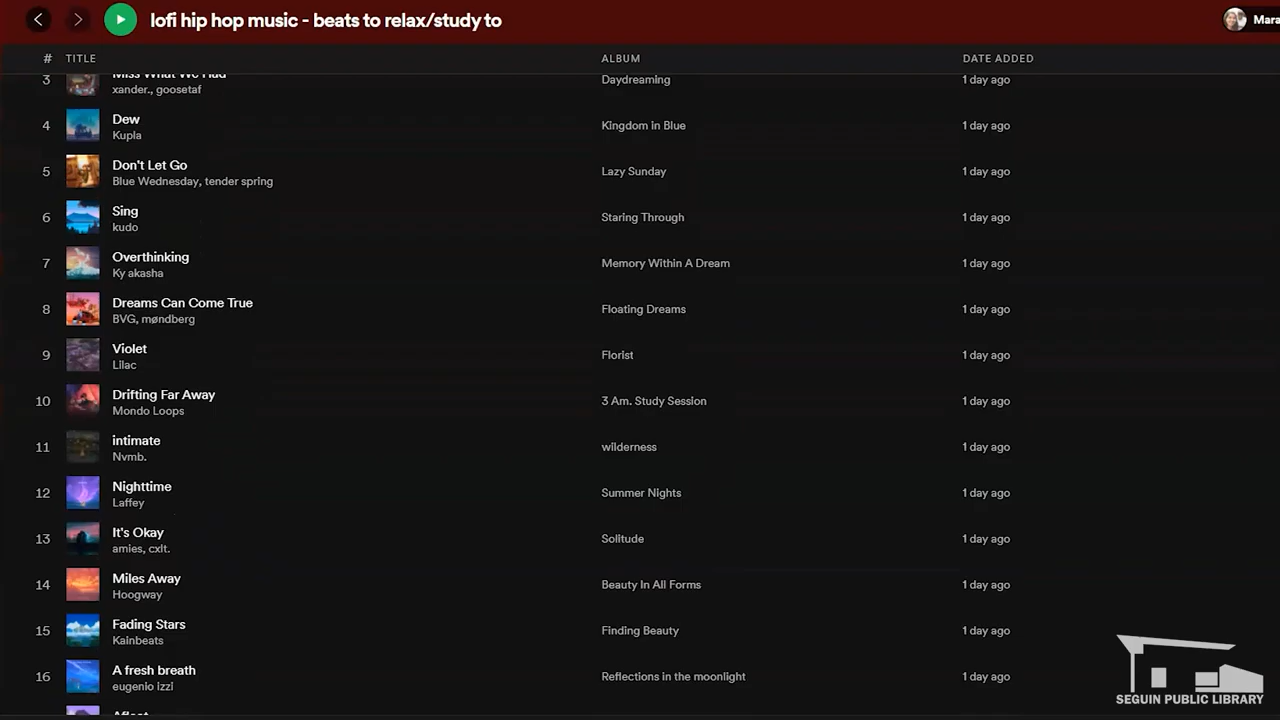 lofi hip hop music - beats to relax/study to
Mara
# TITLE ALBUM DATE ADDED
3 Miss What We Had Daydreaming 1 day ago
xander., goosetaf
4 Dew Kingdom in Blue 1 day ago
Kupla
5 Don't Let Go Lazy Sunday 1 day ago
Blue Wednesday, tender spring
6 Sing Staring Through 1 day ago
kudo
7 Overthinking Memory Within A Dream 1 day ago
Ky akasha
8 Dreams Can Come True Floating Dreams 1 day ago
BVG, møndberg
9 Violet Florist 1 day ago
Lilac
10 Drifting Far Away 3 Am. Study Session 1 day ago
Mondo Loops
11 intimate wilderness 1 day ago
Nvmb.
12 Nighttime Summer Nights 1 day ago
Laffey
13 It's Okay Solitude 1 day ago
amies, cxlt.
14 Miles Away Beauty In All Forms 1 day ago
Hoogway
15 Fading Stars Finding Beauty 1 day ago
Kainbeats
16 A fresh breath Reflections in the moonlight 1 day ago
eugenio izzi
SEGUIN PUBLIC LIBRARY